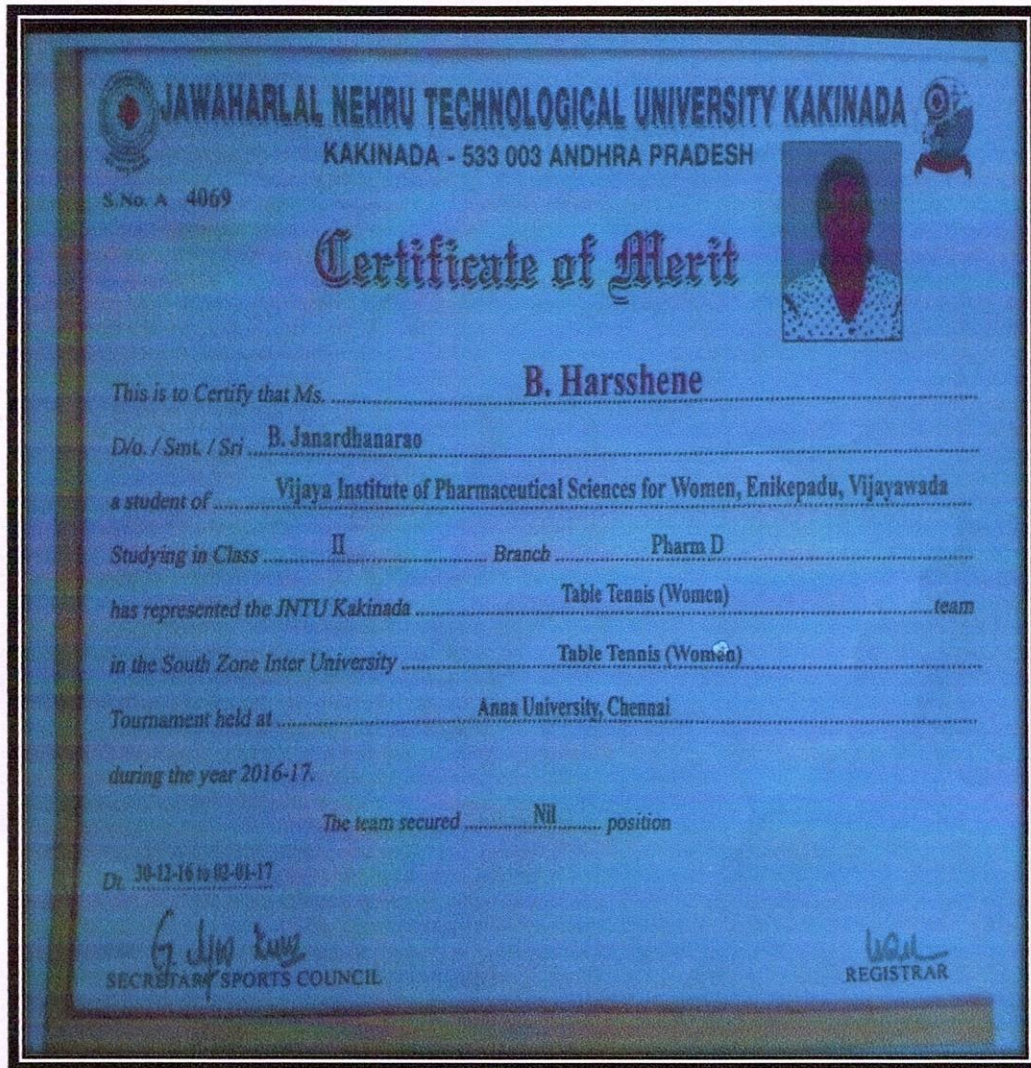 JAWAHARLAL NEHRU TECHNOLOGICAL UNIVERSITY KAKINADA
KAKINADA - 533 003 ANDHRA PRADESH
S.No. A 4069
Certificate of Merit
This is to Certify that Ms. B. Harsshene
D/o. / Smt. / Sri B. Janardhanarao
a student of Vijaya Institute of Pharmaceutical Sciences for Women, Enikepadu, Vijayawada
Studying in Class II Branch Pharm D
has represented the JNTU Kakinada Table Tennis (Women) team
in the South Zone Inter University Table Tennis (Women)
Tournament held at Anna University, Chennai
during the year 2016-17.
The team secured Nil position
Dt. 30-12-16 to 02-01-17
SECRETARY SPORTS COUNCIL
REGISTRAR